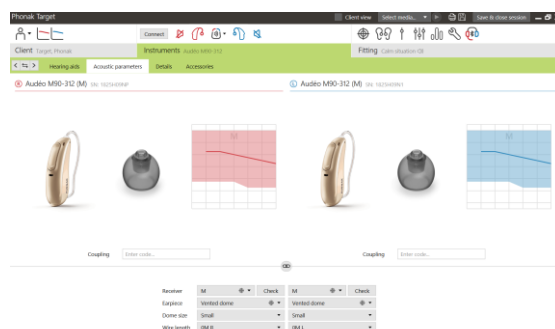 Phonak Target
Client view Select media... Save & close session
Connect
Client Target, Phonak Instruments Audéo M90-312 Fitting Calm situation
Hearing aids Acoustic parameters Details Accessories
R Audéo M90-312 (M) L Audéo M90-312 (M)
M M
Coupling Enter code... Coupling Enter code...
Receiver M Check M Check
Earpiece Vented dome Vented dome
Dome size Small Small
Wire length 0M R 0M L